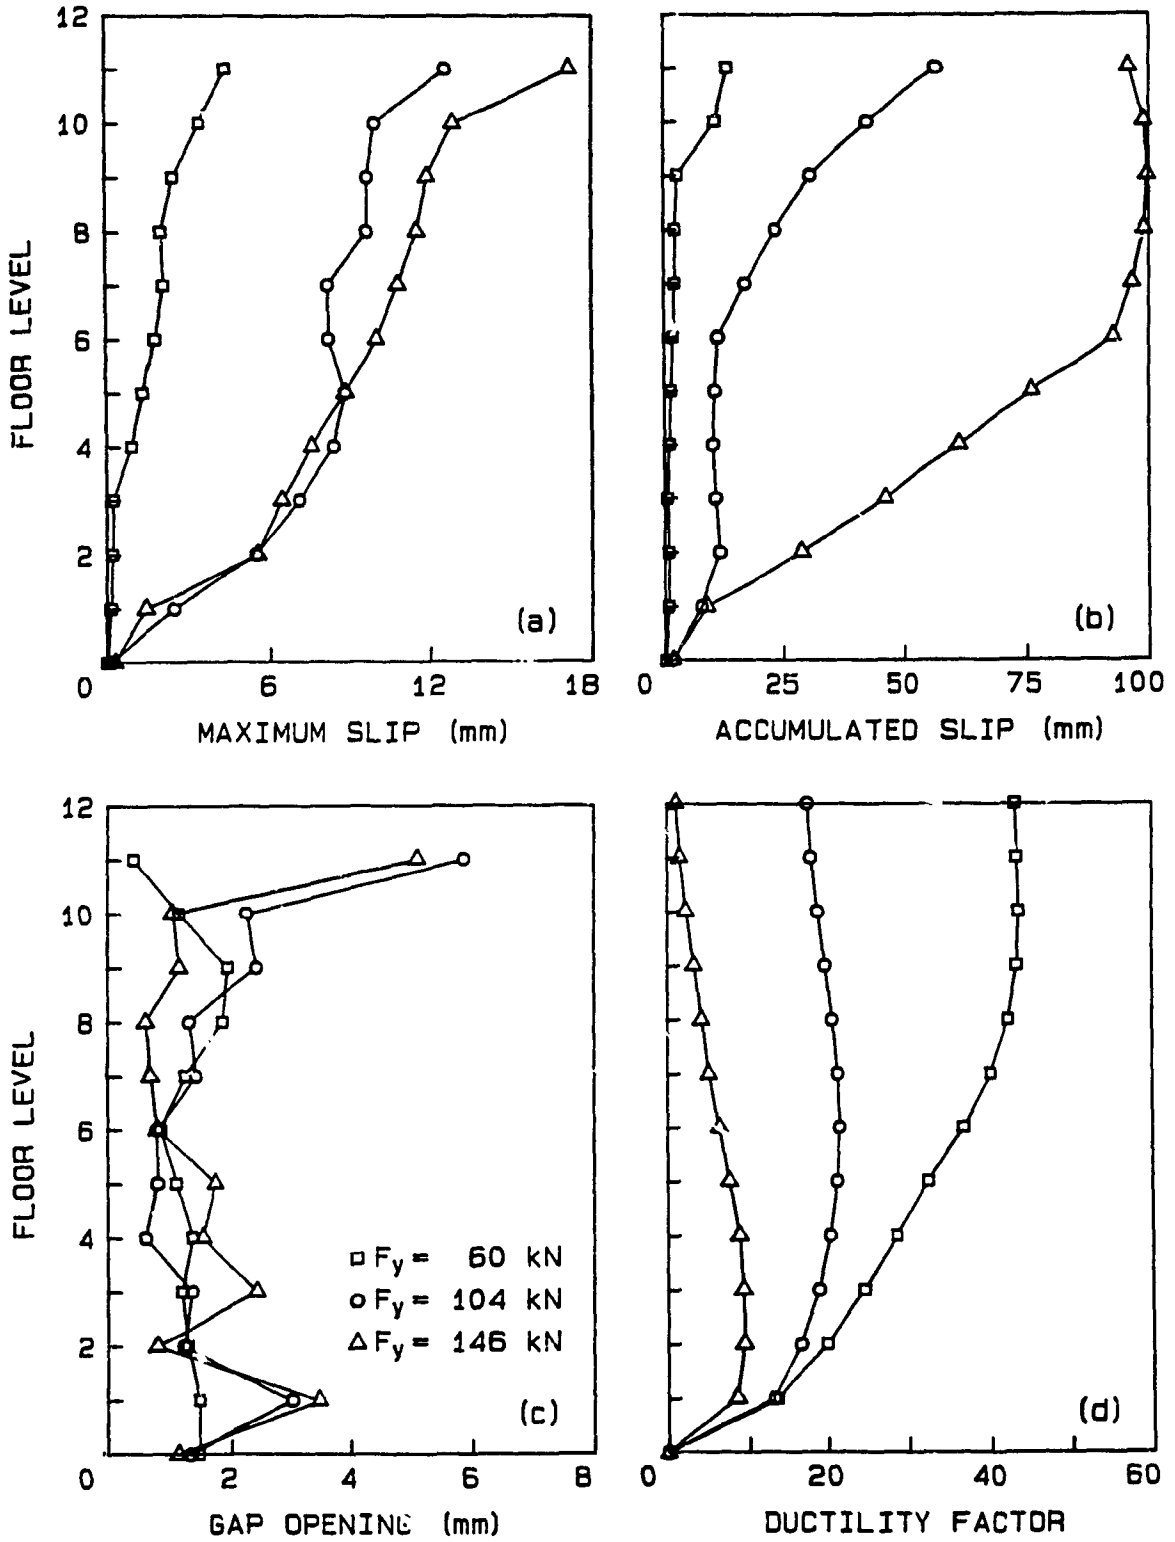 12
10
8
6
4
2
0
FLOOR LEVEL
6
12
18
MAXIMUM SLIP (mm)
(a)
0
25
50
75
100
ACCUMULATED SLIP (mm)
(b)
12
10
8
6
4
2
0
FLOOR LEVEL
2
4
6
8
GAP OPENING (mm)
Fy = 60 kN
Fy = 104 kN
Fy = 146 kN
(c)
0
20
40
60
DUCTILITY FACTOR
(d)